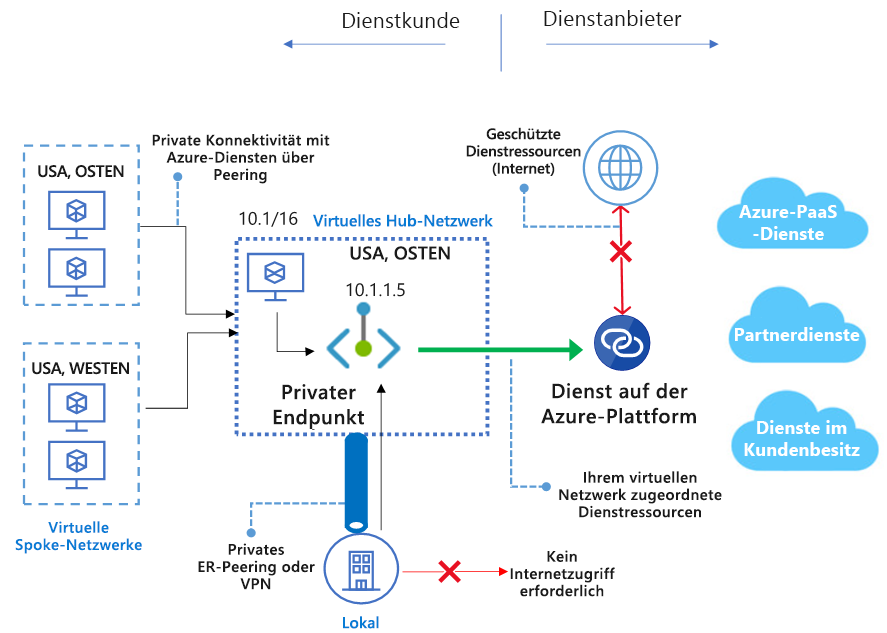 Dienstkunde
Dienstanbieter
Private Konnektivität mit
Azure-Diensten über
Peering
Geschützte
Dienstressourcen
(Internet)
USA, OSTEN
10.1/16
Virtuelles Hub-Netzwerk
USA, OSTEN
10.1.1.5
Azure-PaaS
-Dienste
Partnerdienste
USA, WESTEN
Privater
Endpunkt
Dienst auf der
Azure-Plattform
Dienste im
Kundenbesitz
Ihrem virtuellen
Netzwerk zugeordnete
Dienstressourcen
Virtuelle
Spoke-Netzwerke
Privates
ER-Peering oder
VPN
Kein
Internetzugriff
erforderlich
Lokal